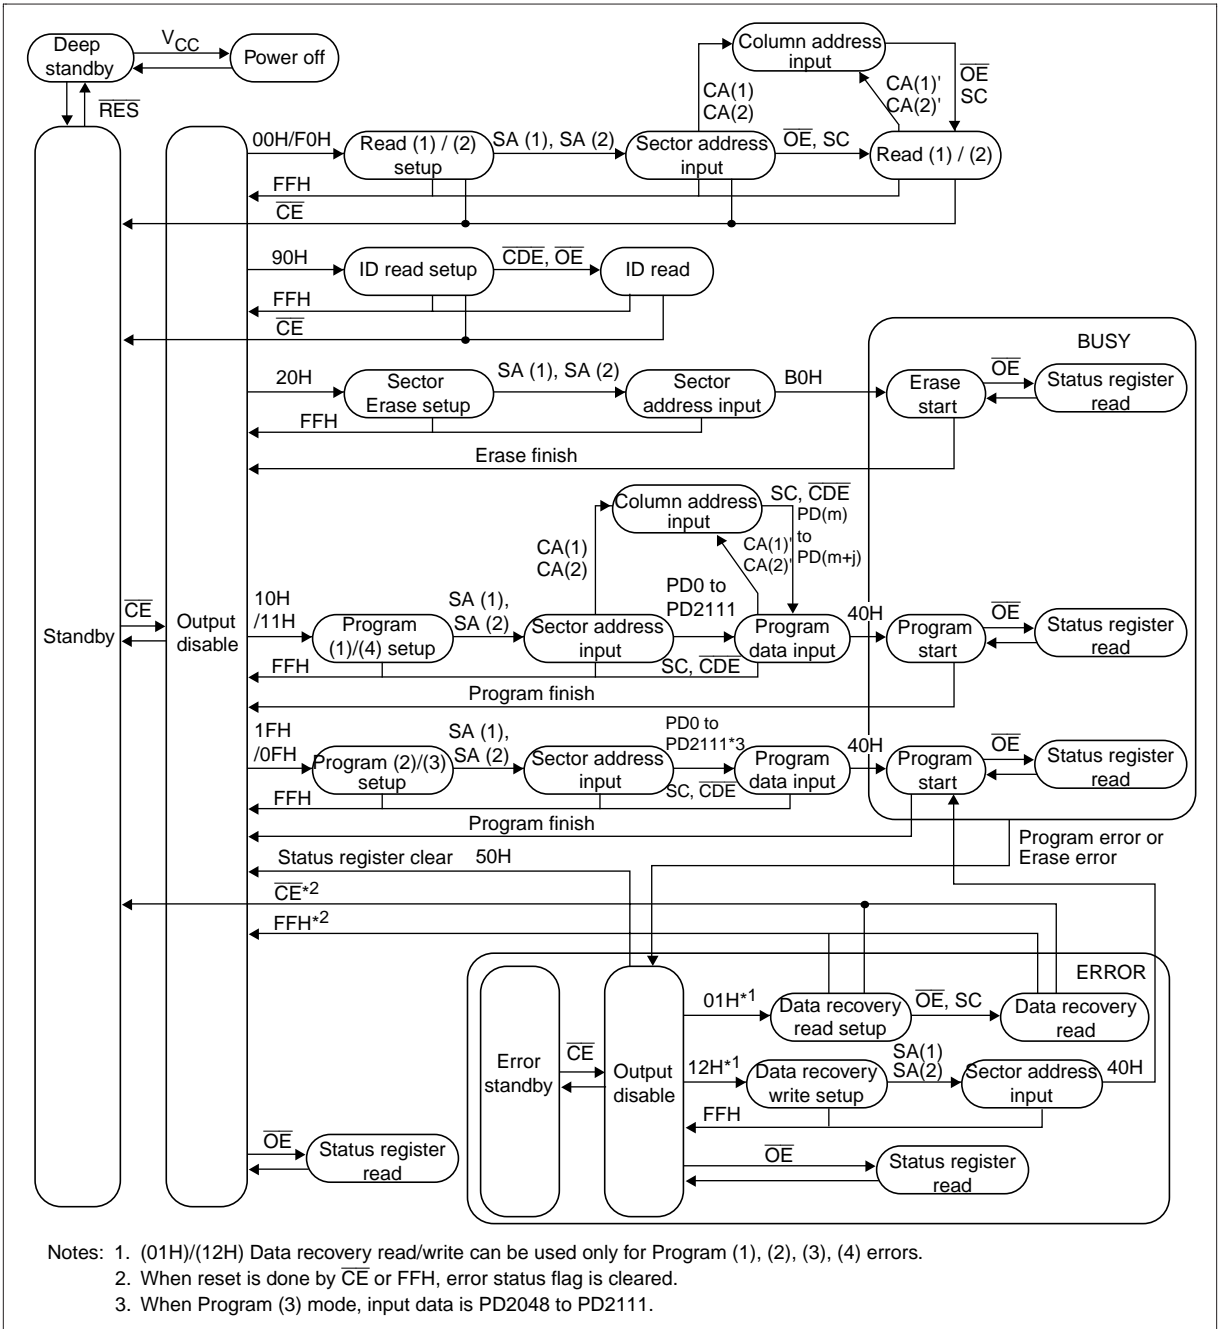 Deep
standby
VCC
Power off
RES
Column address
input
CA(1)
CA(2)
CA(1)'
CA(2)'
OE
SC
00H/F0H
Read (1) / (2)
setup
SA (1), SA (2)
Sector address
input
OE, SC
Read (1) / (2)
FFH
CE
90H
ID read setup
CDE, OE
ID read
FFH
CE
BUSY
20H
Sector
Erase setup
SA (1), SA (2)
Sector
address input
B0H
Erase
start
OE
Status register
read
FFH
Erase finish
Column address
input
SC, CDE
PD(m)
to
PD(m+j)
CA(1)
CA(2)
CA(1)'
CA(2)'
Standby
CE
Output
disable
10H
/11H
Program
(1)/(4) setup
SA (1),
SA (2)
Sector address
input
PD0 to
PD2111
SC, CDE
Program
data input
40H
Program
start
OE
Status register
read
FFH
Program finish
1FH
/0FH
Program (2)/(3)
setup
SA (1),
SA (2)
Sector address
input
PD0 to
PD2111*3
SC, CDE
Program
data input
40H
Program
start
OE
Status register
read
FFH
Program finish
Program error or
Erase error
Status register clear 50H
CE*2
FFH*2
ERROR
Error
standby
CE
Output
disable
01H*1
Data recovery
read setup
OE, SC
Data recovery
read
12H*1
Data recovery
write setup
SA(1)
SA(2)
Sector address
input
40H
FFH
OE
Status register
read
OE
Status register
read
Notes: 1. (01H)/(12H) Data recovery read/write can be used only for Program (1), (2), (3), (4) errors.
2. When reset is done by CE or FFH, error status flag is cleared.
3. When Program (3) mode, input data is PD2048 to PD2111.